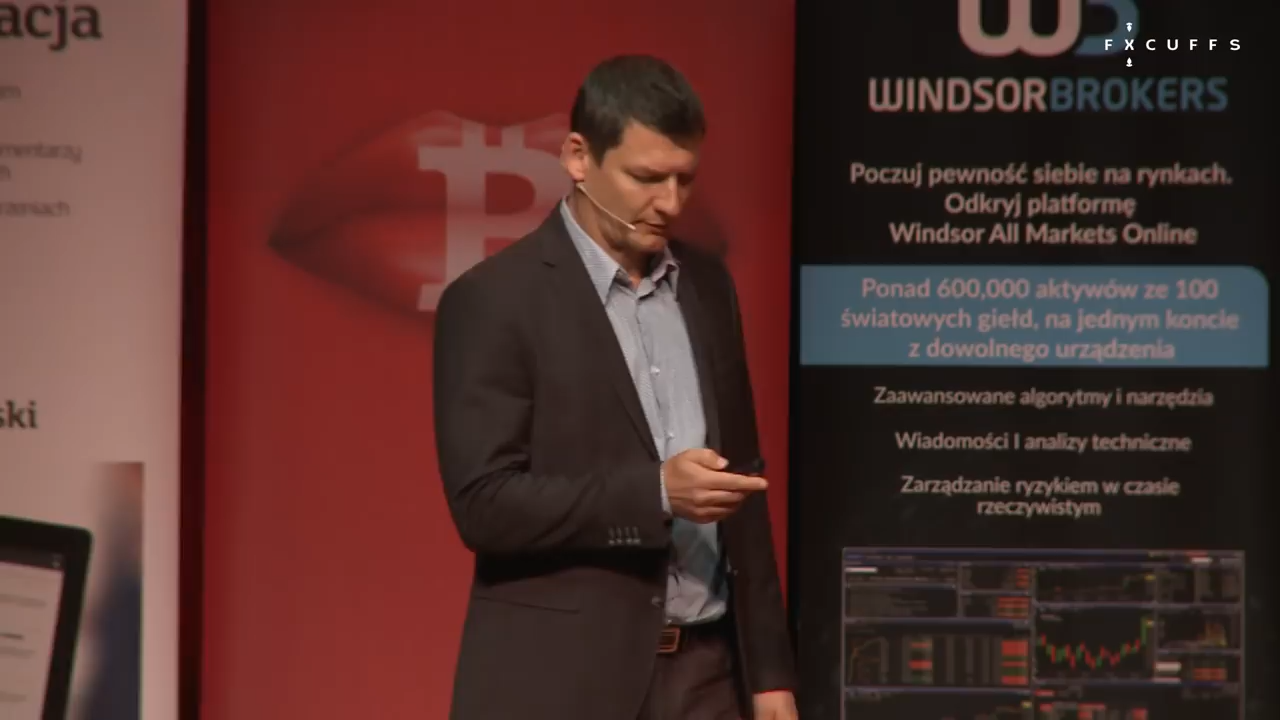 acja
mentarzy
ski
FXCUFFS
WINDSORBROKERS
Poczuj pewność siebie na rynkach.
Odkryj platformę
Windsor All Markets Online
Ponad 600,000 aktywów ze 100
światowych giełd, na jednym koncie
z dowolnego urządzenia
Zaawansowane algorytmy i narzędzia
Wiadomości I analizy techniczne
Zarządzanie ryzykiem w czasie
rzeczywistym